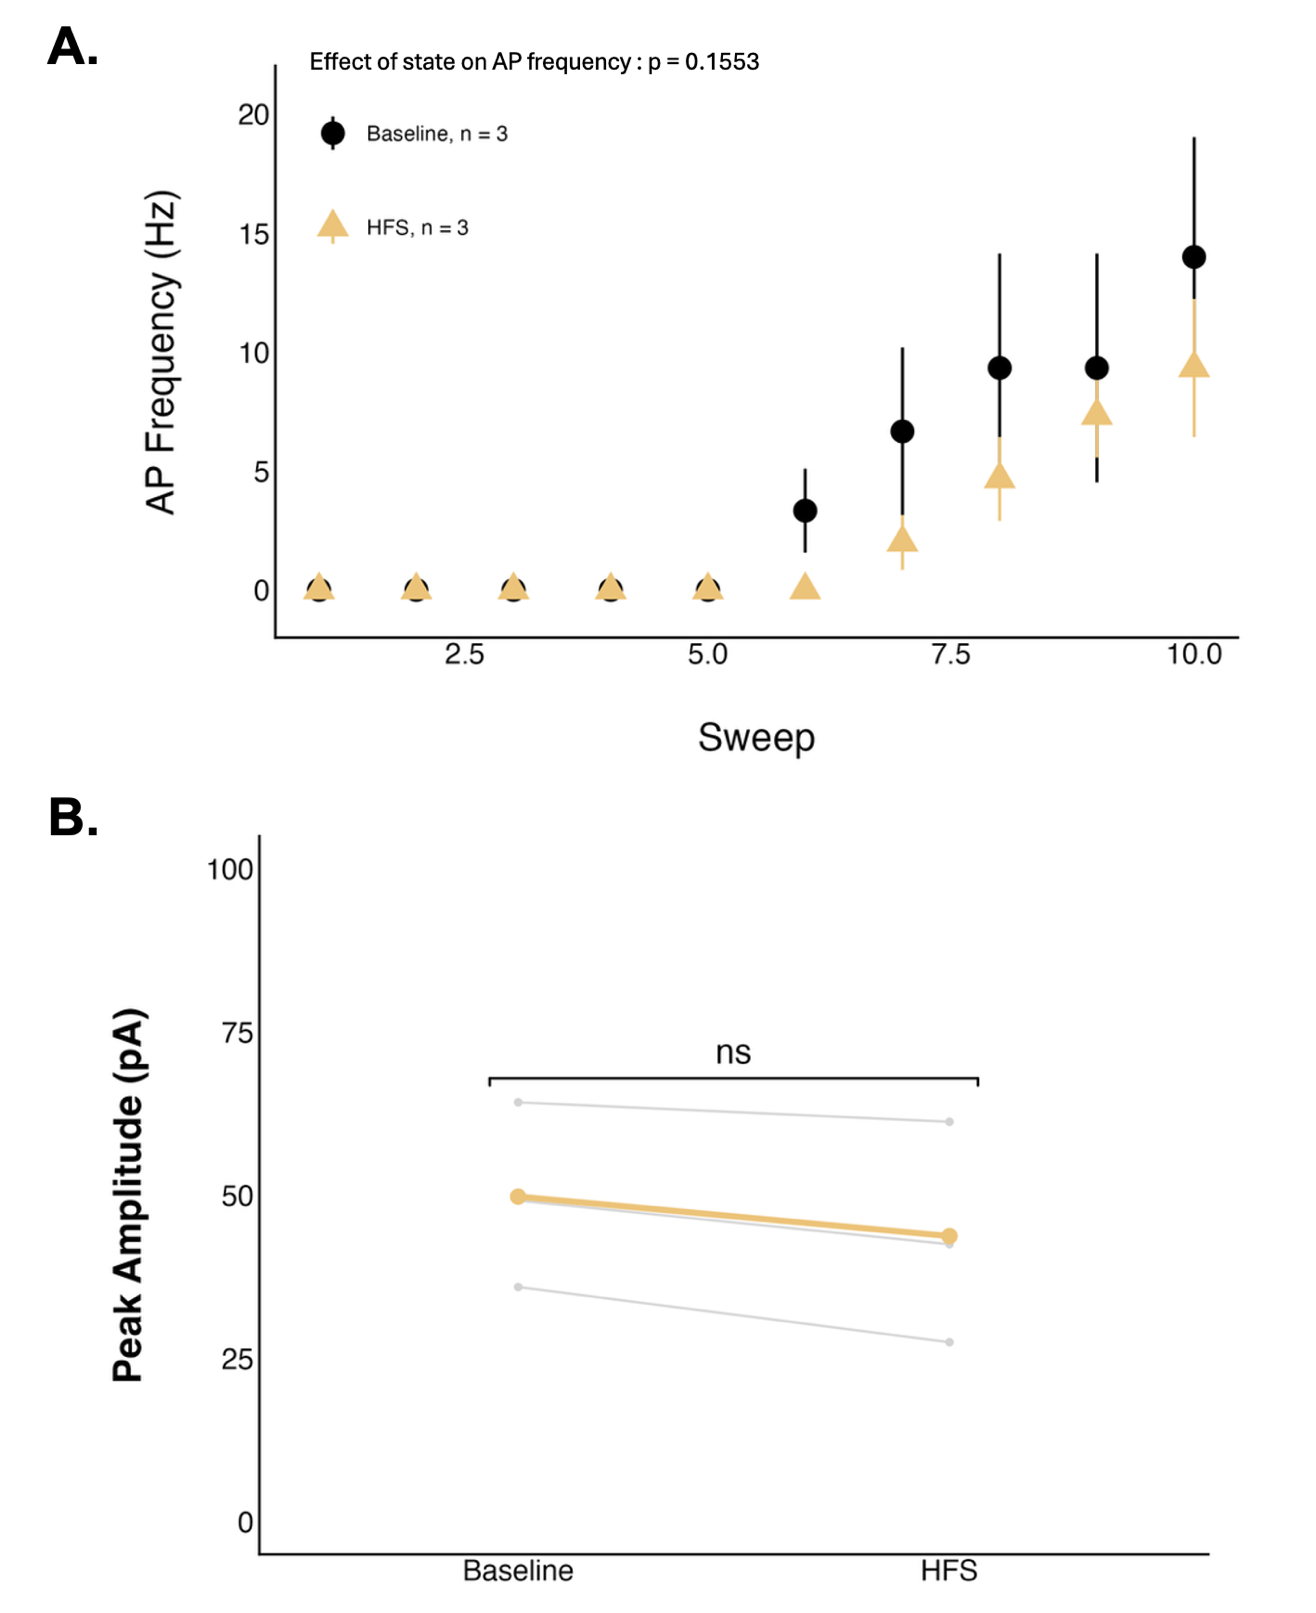 A.
Effect of state on AP frequency : p = 0.1553
20
Baseline, n = 3
15
HFS, n = 3
10
5
0
AP Frequency (Hz)
2.5 5.0 7.5 10.0
Sweep
B.
100
75
ns
50
25
0
Peak Amplitude (pA)
Baseline HFS